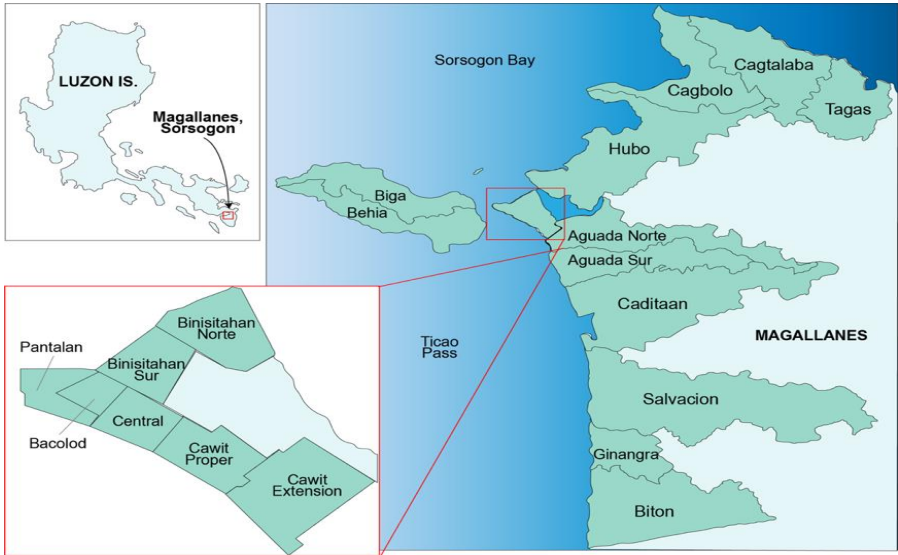 LUZON IS.
Magallanes,
Sorsogon
Sorsogon Bay
Cagtalaba
Cagbolo
Tagas
Hubo
Biga
Behia
Aguada Norte
Aguada Sur
Caditaan
Ticao
Pass
MAGALLANES
Salvacion
Ginangra
Biton
Binisitahan
Norte
Pantalan
Binisitahan
Sur
Central
Bacolod
Cawit
Proper
Cawit
Extension